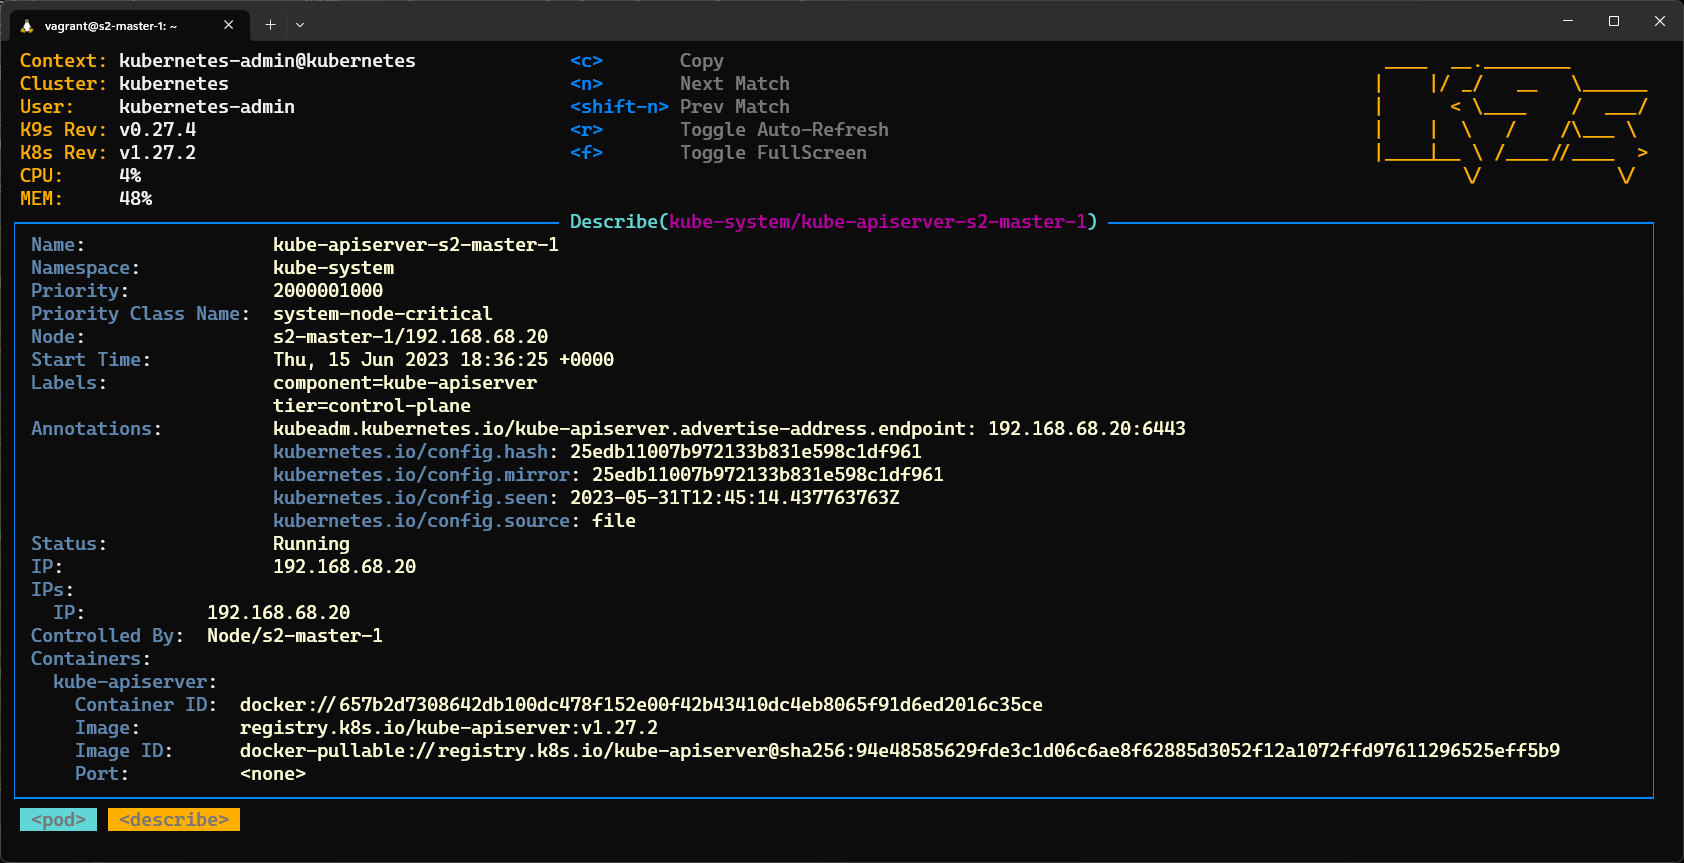 vagrant@s2-master-1: ~
Context: kubernetes-admin@kubernetes <c> Copy
Cluster: kubernetes <n> Next Match
User: kubernetes-admin <shift-n> Prev Match
K9s Rev: v0.27.4 <r> Toggle Auto-Refresh
K8s Rev: v1.27.2 <f> Toggle FullScreen
CPU: 4%
MEM: 48%
Describe(kube-system/kube-apiserver-s2-master-1)
Name: kube-apiserver-s2-master-1
Namespace: kube-system
Priority: 2000001000
Priority Class Name: system-node-critical
Node: s2-master-1/192.168.68.20
Start Time: Thu, 15 Jun 2023 18:36:25 +0000
Labels: component=kube-apiserver
tier=control-plane
Annotations: kubeadm.kubernetes.io/kube-apiserver.advertise-address.endpoint: 192.168.68.20:6443
kubernetes.io/config.hash: 25edb11007b972133b831e598c1df961
kubernetes.io/config.mirror: 25edb11007b972133b831e598c1df961
kubernetes.io/config.seen: 2023-05-31T12:45:14.437763763Z
kubernetes.io/config.source: file
Status: Running
IP: 192.168.68.20
IPs:
IP: 192.168.68.20
Controlled By: Node/s2-master-1
Containers:
kube-apiserver:
Container ID: docker://657b2d7308642db100dc478f152e00f42b43410dc4eb8065f91d6ed2016c35ce
Image: registry.k8s.io/kube-apiserver:v1.27.2
Image ID: docker-pullable://registry.k8s.io/kube-apiserver@sha256:94e48585629fde3c1d06c6ae8f62885d3052f12a1072ffd97611296525eff5b9
Port: <none>
<pod> <describe>